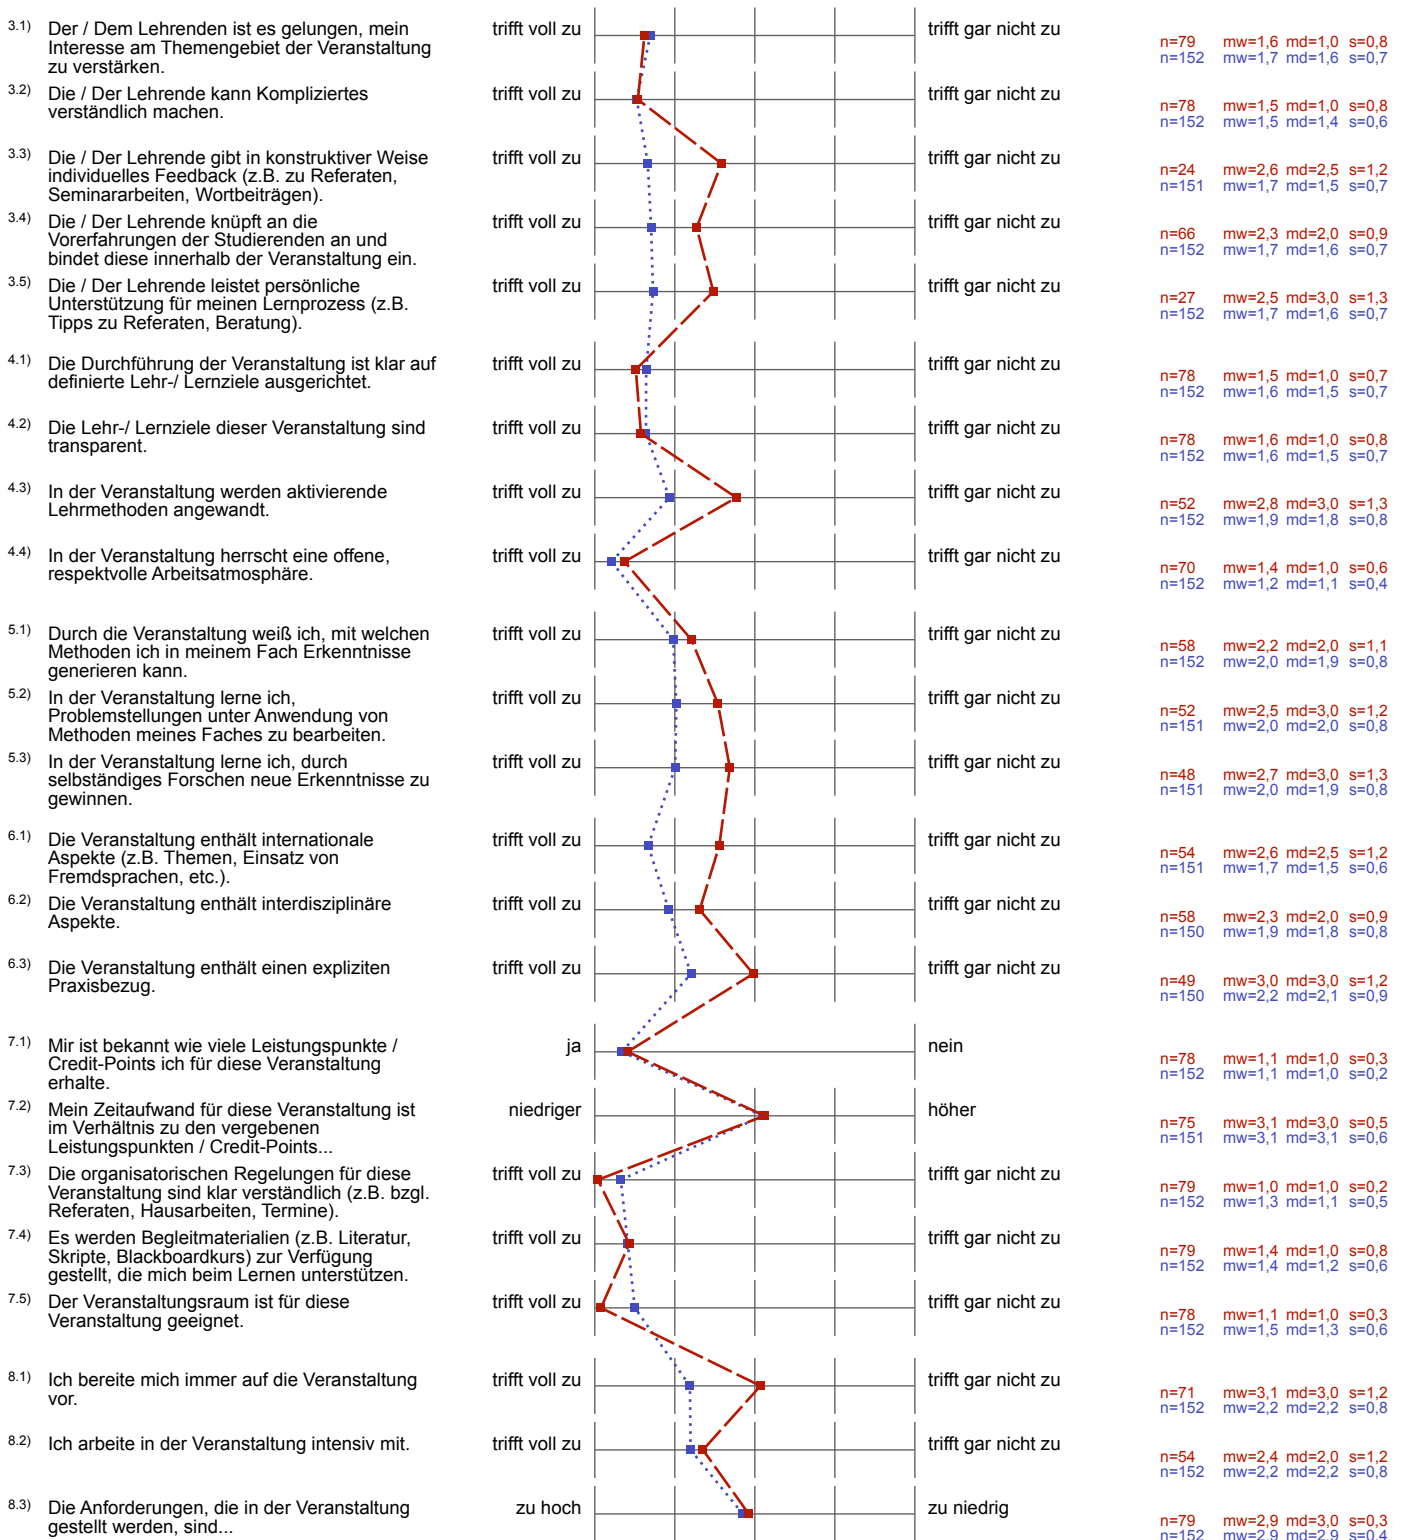 3.1) Der / Dem Lehrenden ist es gelungen, mein
Interesse am Themengebiet der Veranstaltung
zu verstärken.
trifft voll zu
trifft gar nicht zu
n=79 mw=1,6 md=1,0 s=0,8
n=152 mw=1,7 md=1,6 s=0,7
3.2) Die / Der Lehrende kann Kompliziertes
verständlich machen.
trifft voll zu
trifft gar nicht zu
n=78 mw=1,5 md=1,0 s=0,8
n=152 mw=1,5 md=1,4 s=0,6
3.3) Die / Der Lehrende gibt in konstruktiver Weise
individuelles Feedback (z.B. zu Referaten,
Seminararbeiten, Wortbeiträgen).
trifft voll zu
trifft gar nicht zu
n=24 mw=2,6 md=2,5 s=1,2
n=151 mw=1,7 md=1,5 s=0,7
3.4) Die / Der Lehrende knüpft an die
Vorerfahrungen der Studierenden an und
bindet diese innerhalb der Veranstaltung ein.
trifft voll zu
trifft gar nicht zu
n=66 mw=2,3 md=2,0 s=0,9
n=152 mw=1,7 md=1,6 s=0,7
3.5) Die / Der Lehrende leistet persönliche
Unterstützung für meinen Lernprozess (z.B.
Tipps zu Referaten, Beratung).
trifft voll zu
trifft gar nicht zu
n=27 mw=2,5 md=3,0 s=1,3
n=152 mw=1,7 md=1,6 s=0,7
4.1) Die Durchführung der Veranstaltung ist klar auf
definierte Lehr-/ Lernziele ausgerichtet.
trifft voll zu
trifft gar nicht zu
n=78 mw=1,5 md=1,0 s=0,7
n=152 mw=1,6 md=1,5 s=0,7
4.2) Die Lehr-/ Lernziele dieser Veranstaltung sind
transparent.
trifft voll zu
trifft gar nicht zu
n=78 mw=1,6 md=1,0 s=0,8
n=152 mw=1,6 md=1,5 s=0,7
4.3) In der Veranstaltung werden aktivierende
Lehrmethoden angewandt.
trifft voll zu
trifft gar nicht zu
n=52 mw=2,8 md=3,0 s=1,3
n=152 mw=1,9 md=1,8 s=0,8
4.4) In der Veranstaltung herrscht eine offene,
respektvolle Arbeitsatmosphäre.
trifft voll zu
trifft gar nicht zu
n=70 mw=1,4 md=1,0 s=0,6
n=152 mw=1,2 md=1,1 s=0,4
5.1) Durch die Veranstaltung weiß ich, mit welchen
Methoden ich in meinem Fach Erkenntnisse
generieren kann.
trifft voll zu
trifft gar nicht zu
n=58 mw=2,2 md=2,0 s=1,1
n=152 mw=2,0 md=1,9 s=0,8
5.2) In der Veranstaltung lerne ich,
Problemstellungen unter Anwendung von
Methoden meines Faches zu bearbeiten.
trifft voll zu
trifft gar nicht zu
n=52 mw=2,5 md=3,0 s=1,2
n=151 mw=2,0 md=2,0 s=0,8
5.3) In der Veranstaltung lerne ich, durch
selbständiges Forschen neue Erkenntnisse zu
gewinnen.
trifft voll zu
trifft gar nicht zu
n=48 mw=2,7 md=3,0 s=1,3
n=151 mw=2,0 md=1,9 s=0,8
6.1) Die Veranstaltung enthält internationale
Aspekte (z.B. Themen, Einsatz von
Fremdsprachen, etc.).
trifft voll zu
trifft gar nicht zu
n=54 mw=2,6 md=2,5 s=1,2
n=151 mw=1,7 md=1,5 s=0,6
6.2) Die Veranstaltung enthält interdisziplinäre
Aspekte.
trifft voll zu
trifft gar nicht zu
n=58 mw=2,3 md=2,0 s=0,9
n=150 mw=1,9 md=1,8 s=0,8
6.3) Die Veranstaltung enthält einen expliziten
Praxisbezug.
trifft voll zu
trifft gar nicht zu
n=49 mw=3,0 md=3,0 s=1,2
n=150 mw=2,2 md=2,1 s=0,9
7.1) Mir ist bekannt wie viele Leistungspunkte /
Credit-Points ich für diese Veranstaltung
erhalte.
ja
nein
n=78 mw=1,1 md=1,0 s=0,3
n=152 mw=1,1 md=1,0 s=0,2
7.2) Mein Zeitaufwand für diese Veranstaltung ist
im Verhältnis zu den vergebenen
Leistungspunkten / Credit-Points...
niedriger
höher
n=75 mw=3,1 md=3,0 s=0,5
n=151 mw=3,1 md=3,1 s=0,6
7.3) Die organisatorischen Regelungen für diese
Veranstaltung sind klar verständlich (z.B. bzgl.
Referaten, Hausarbeiten, Termine).
trifft voll zu
trifft gar nicht zu
n=79 mw=1,0 md=1,0 s=0,2
n=152 mw=1,3 md=1,1 s=0,5
7.4) Es werden Begleitmaterialien (z.B. Literatur,
Skripte, Blackboardkurs) zur Verfügung
gestellt, die mich beim Lernen unterstützen.
trifft voll zu
trifft gar nicht zu
n=79 mw=1,4 md=1,0 s=0,8
n=152 mw=1,4 md=1,2 s=0,6
7.5) Der Veranstaltungsraum ist für diese
Veranstaltung geeignet.
trifft voll zu
trifft gar nicht zu
n=78 mw=1,1 md=1,0 s=0,3
n=152 mw=1,5 md=1,3 s=0,6
8.1) Ich bereite mich immer auf die Veranstaltung
vor.
trifft voll zu
trifft gar nicht zu
n=71 mw=3,1 md=3,0 s=1,2
n=152 mw=2,2 md=2,2 s=0,8
8.2) Ich arbeite in der Veranstaltung intensiv mit.
trifft voll zu
trifft gar nicht zu
n=54 mw=2,4 md=2,0 s=1,2
n=152 mw=2,2 md=2,2 s=0,8
8.3) Die Anforderungen, die in der Veranstaltung
gestellt werden, sind...
zu hoch
zu niedrig
n=79 mw=2,9 md=3,0 s=0,3
n=152 mw=2,9 md=2,9 s=0,4